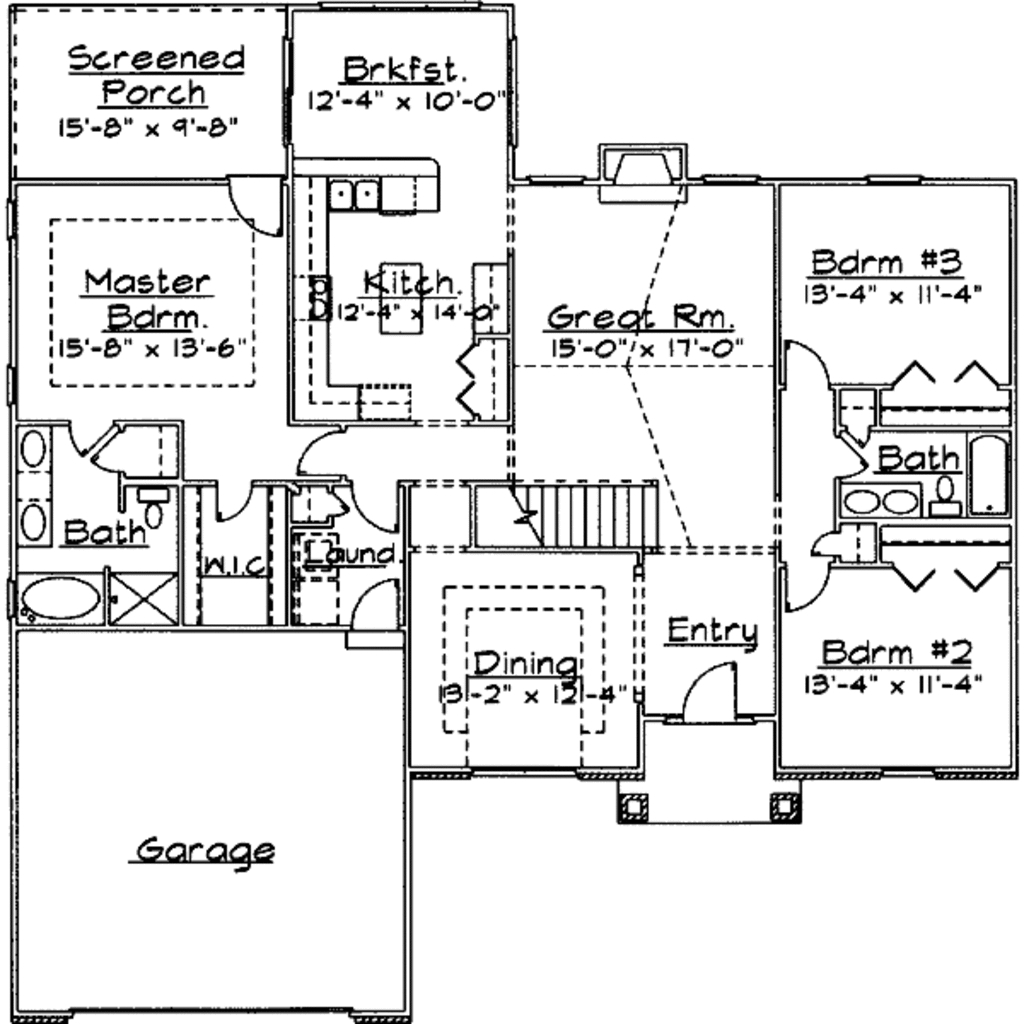 Screened
Porch
15'-8" x 9'-8"
Brkfst.
12'-4" x 10'-0"
Master
Bdrm.
15'-8" x 13'-6"
Kitch.
12'-4" x 14'-0"
Great Rm.
15'-0" x 17'-0"
Bdrm #3
13'-4" x 11'-4"
Bath
Bath
W.I.C
Laund.
Dining
13'-2" x 12'-4"
Entry
Bdrm #2
13'-4" x 11'-4"
Garage